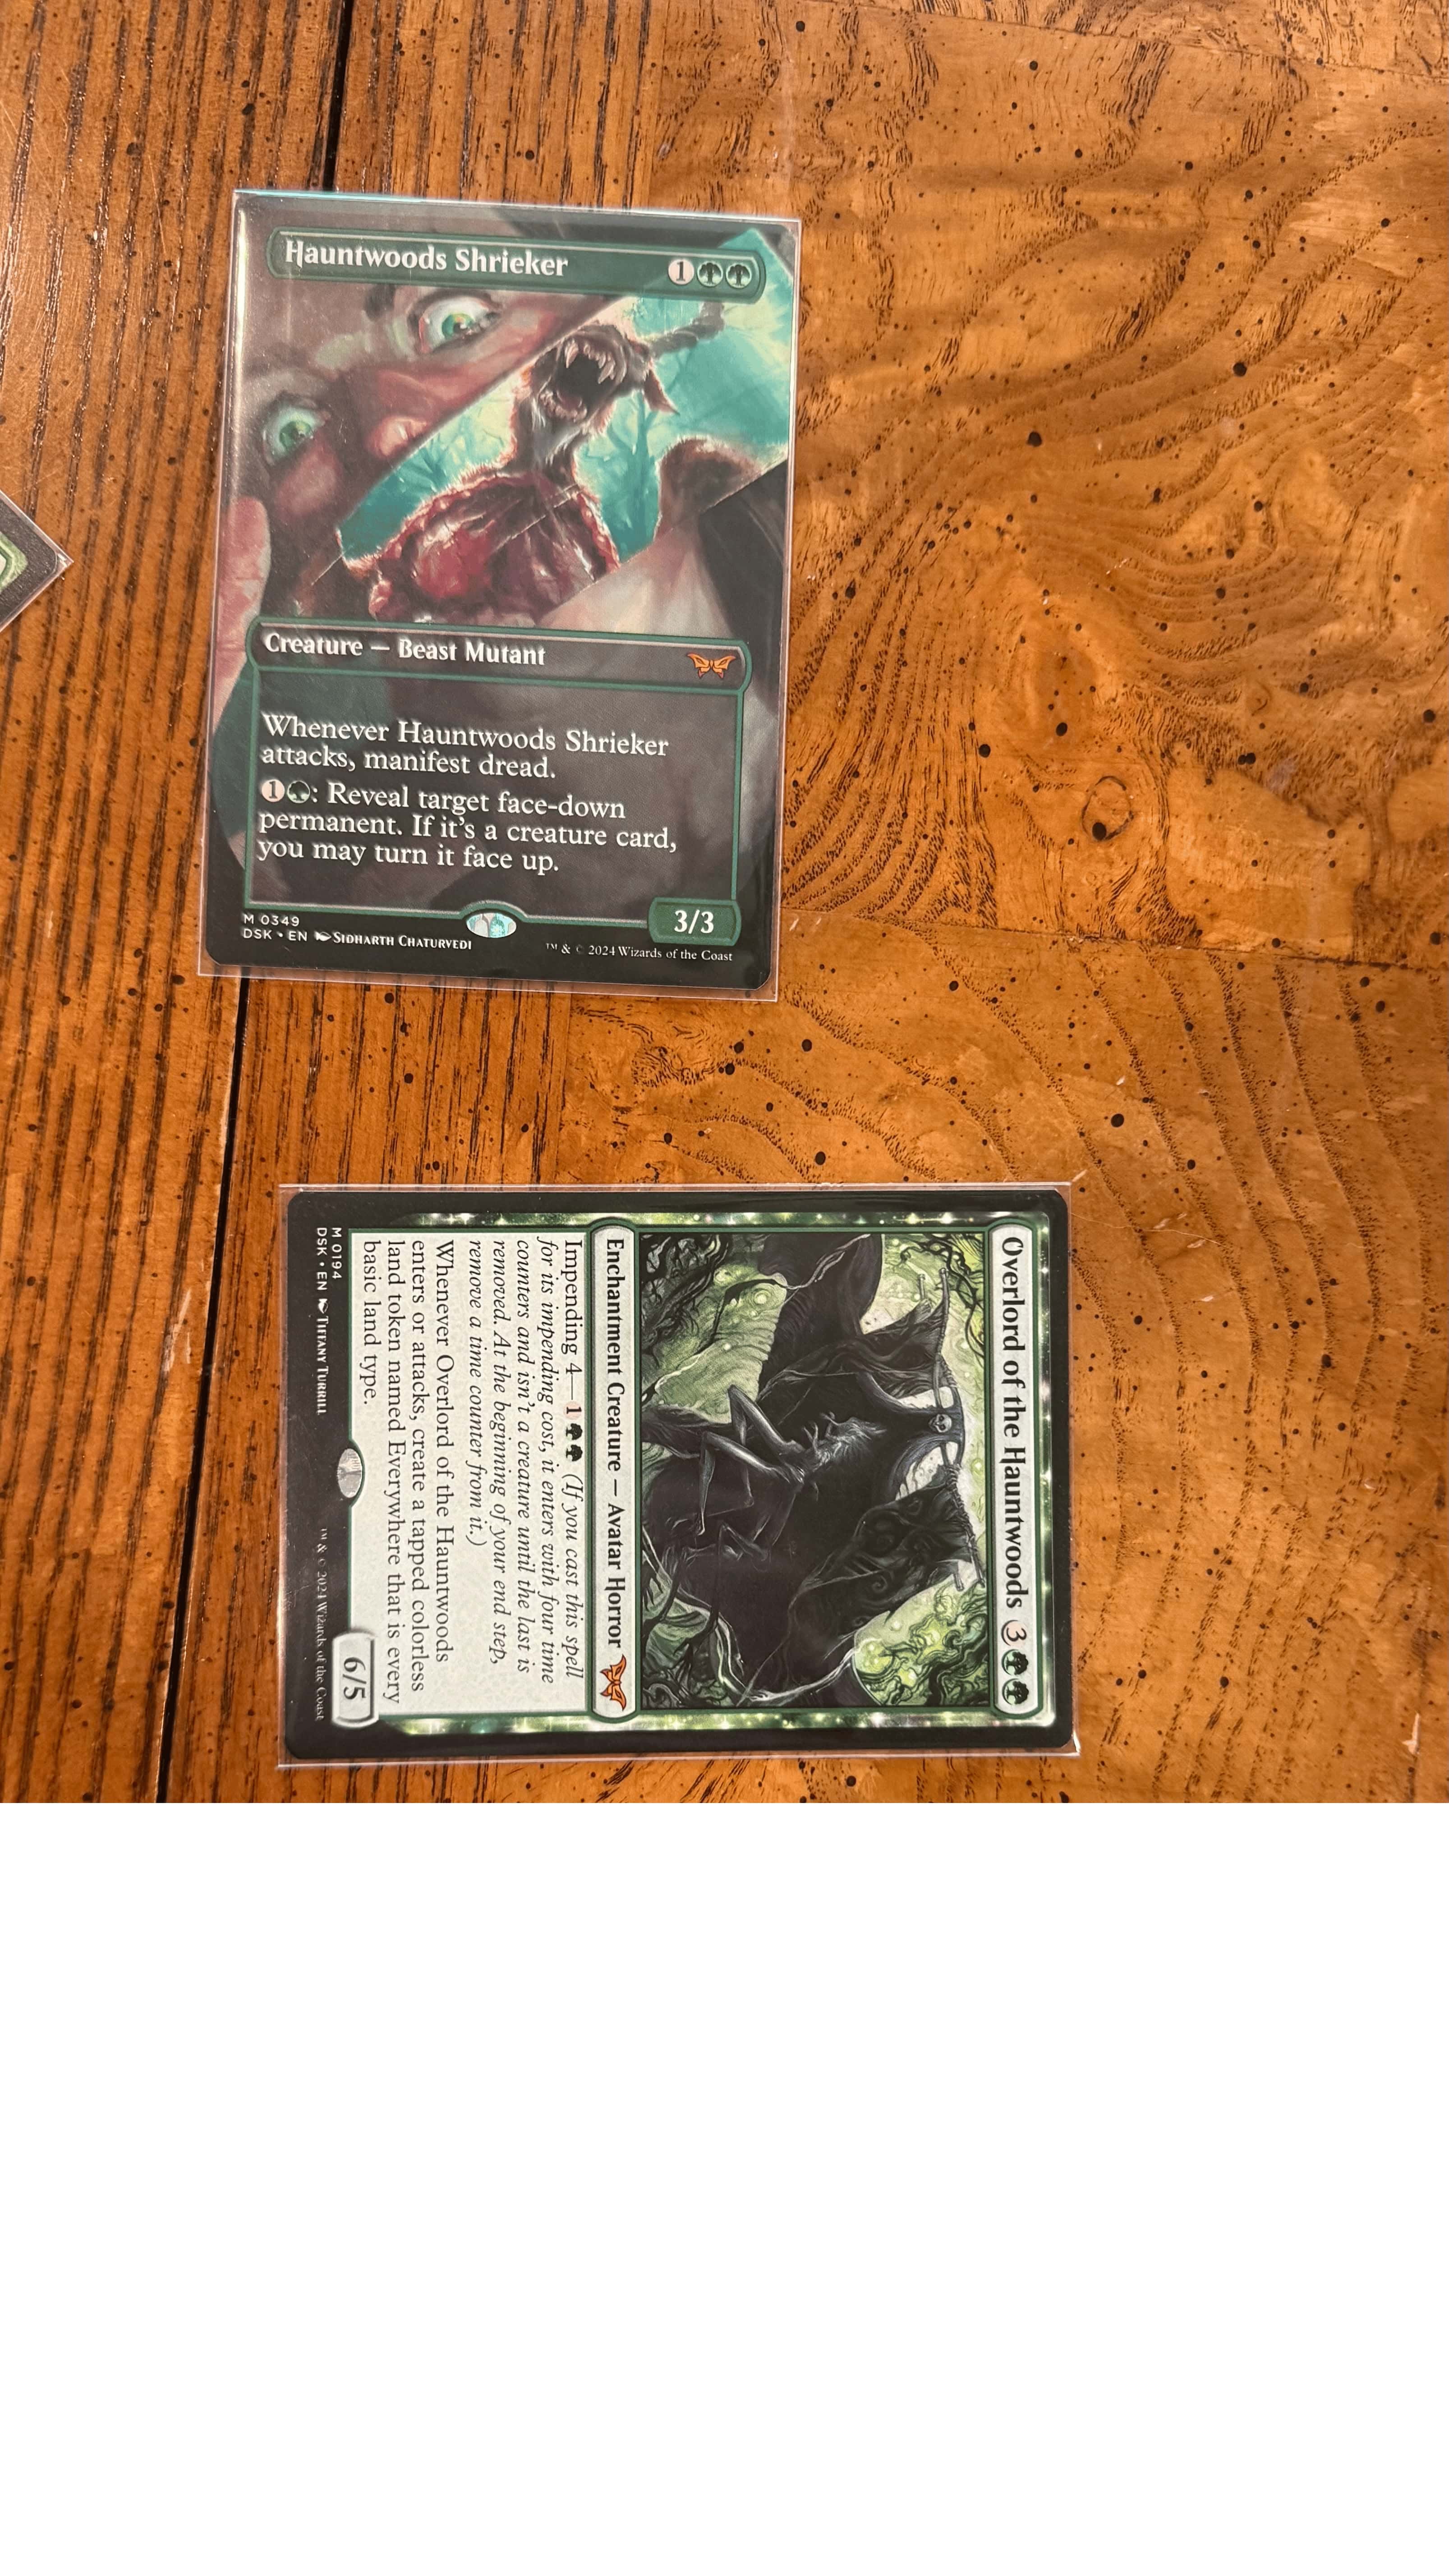 Hauntwoods Shrieker 1
Creature — Beast Mutant
Whenever Hauntwoods Shrieker
attacks, manifest dread.
1: Reveal target face-down
permanent. If it's a creature card,
you may turn it face up.
3/3
M 0349
DSK • EN SIDHARTH CHATURVEDI
™ & © 2024 Wizards of the Coast
Overlord of the Hauntwoods 3
Enchantment Creature — Avatar Horror
Impending 4—1 (If you cast this spell
for its impending cost, it enters with four time
counters and isn't a creature until the last is
removed. At the beginning of your end step,
remove a time counter from it.)
Whenever Overlord of the Hauntwoods
enters or attacks, create a tapped colorless
land token named Everywhere that is every
basic land type.
6/5
M 0194
DSK • EN TIFFANY TURRILL
™ & © 2024 Wizards of the Coast